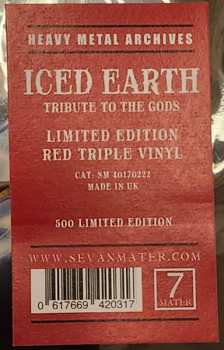 HEAVY METAL ARCHIVES
ICED EARTH
TRIBUTE TO THE GODS
LIMITED EDITION
RED TRIPLE VINYL
CAT: SM 40170222
MADE IN UK
500 LIMITED EDITION
WWW.SEVANMATER.COM
7
MATER
0 617669 420317